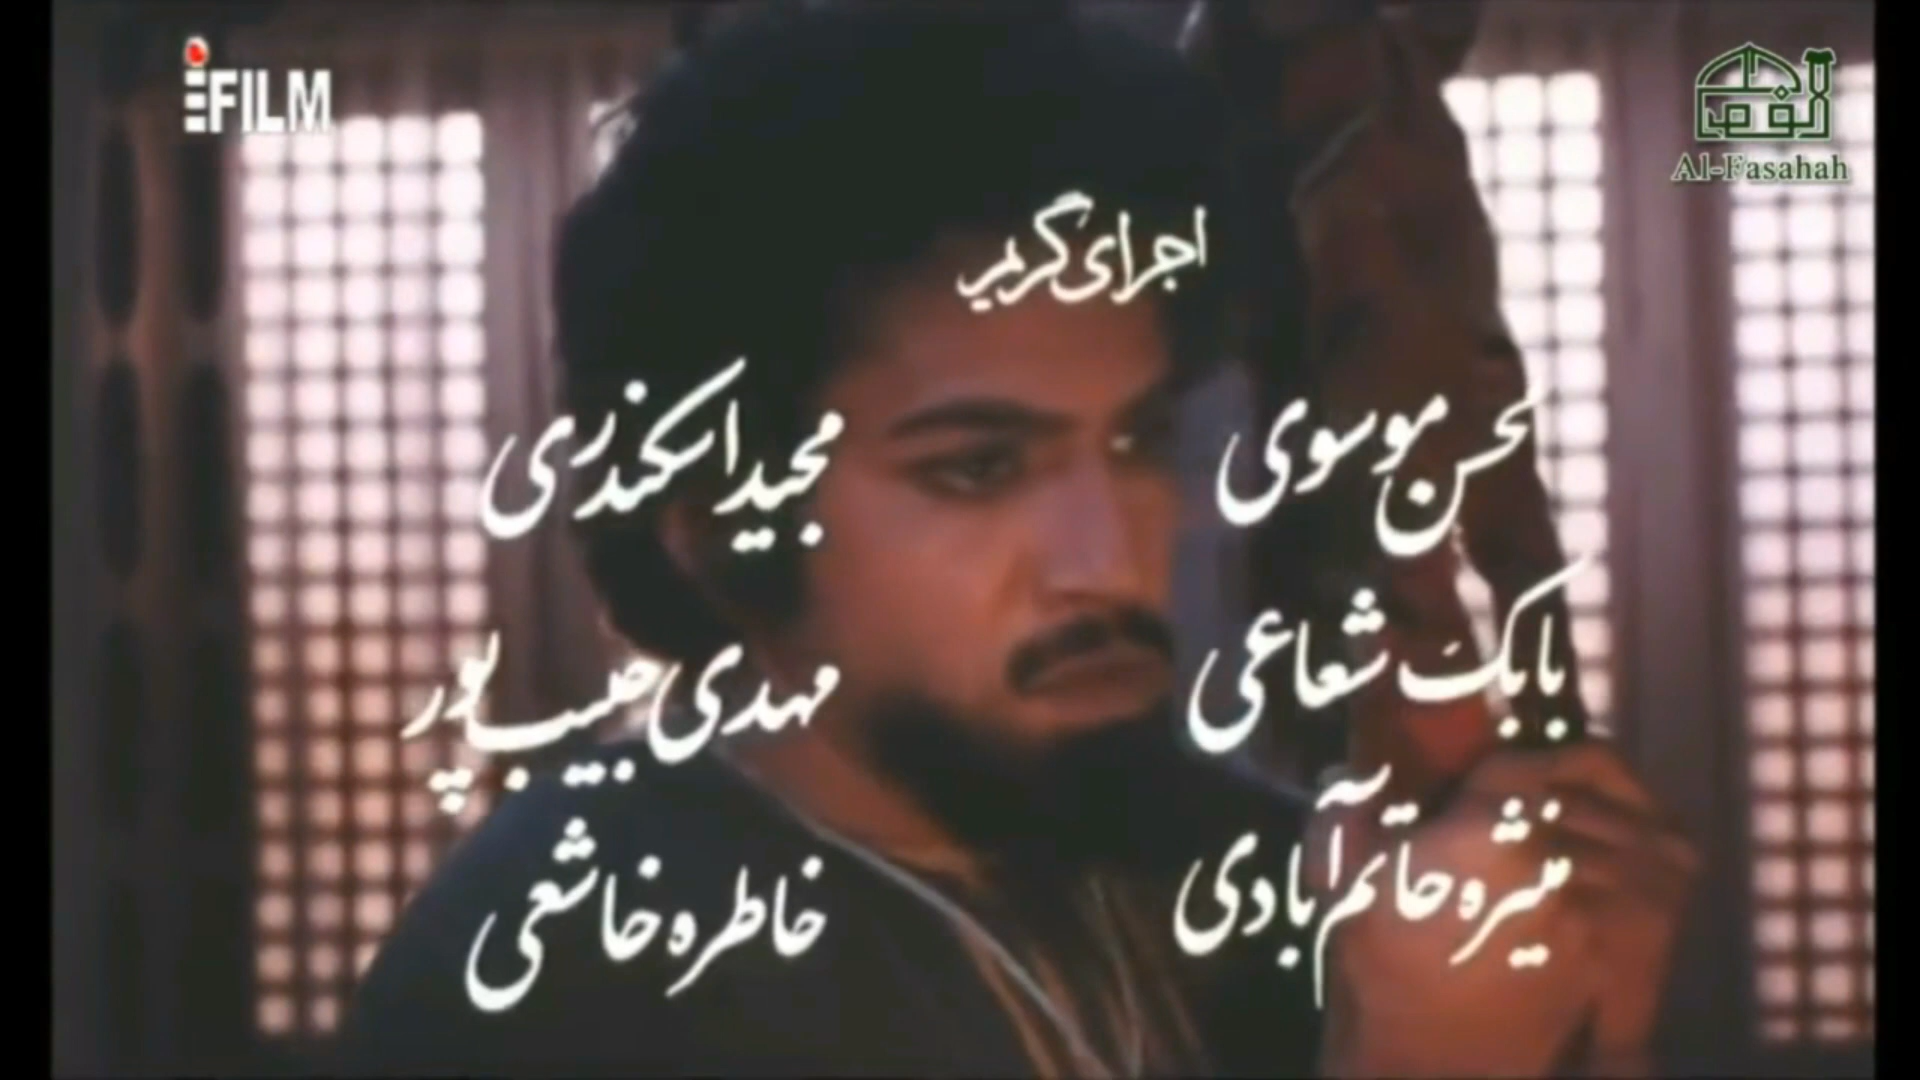 iFILM
الفصاحة
Al-Fasahah
اجرای گریم
محسن موسوی
مجید اسکندری
بابک شعاعی
مهدی حبیب پور
منیژه حاتم آبادی
خاطره خاشعی